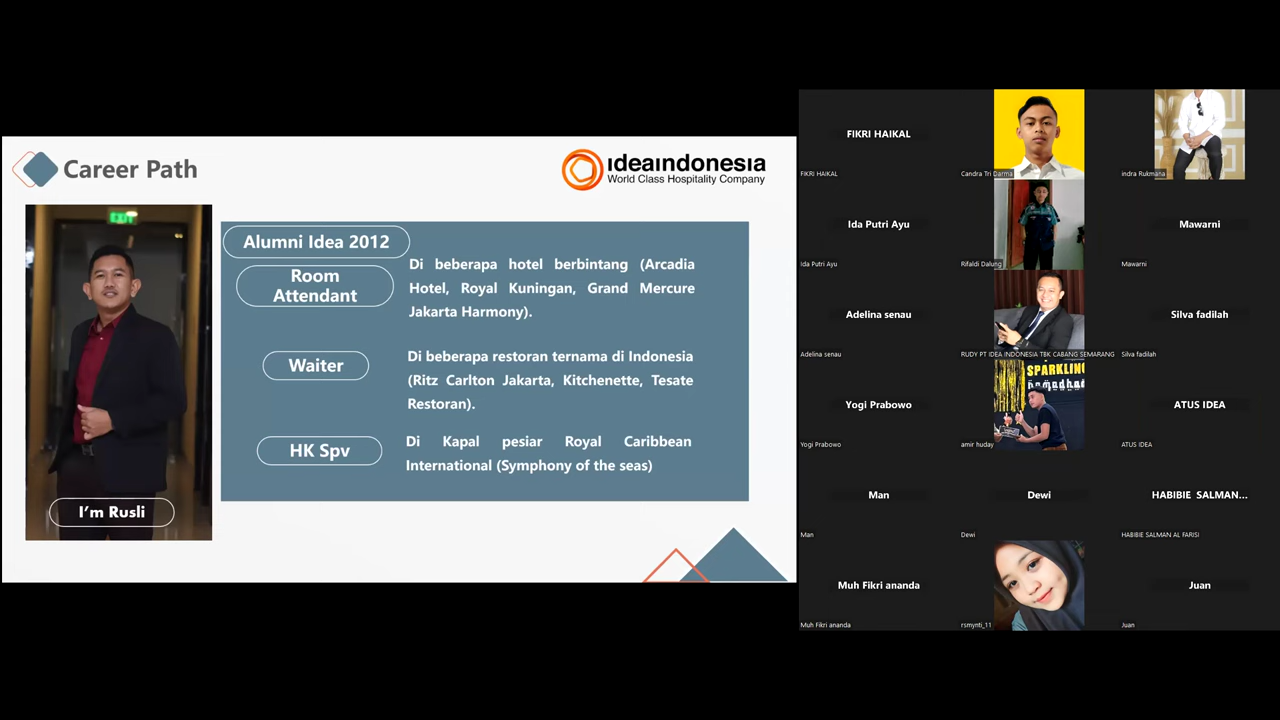 Career Path
ideaindonesia
World Class Hospitality Company
EXIT
I'm Rusli
Alumni Idea 2012
Room
Attendant
Di beberapa hotel berbintang (Arcadia
Hotel, Royal Kuningan, Grand Mercure
Jakarta Harmony).
Waiter
Di beberapa restoran ternama di Indonesia
(Ritz Carlton Jakarta, Kitchenette, Tesate
Restoran).
HK Spv
Di Kapal pesiar Royal Caribbean
International (Symphony of the seas)
FIKRI HAIKAL
FIKRI HAIKAL
Candra Tri Darma
indra Rukmana
Ida Putri Ayu
Mawarni
Ida Putri Ayu
Rifaldi Dalung
Mawarni
Adelina senau
Silva fadilah
Adelina senau
RUDY PT IDEA INDONESIA TBK CABANG SEMARANG
Silva fadilah
SPARKLING
Yogi Prabowo
ATUS IDEA
Yogi Prabowo
amir huday
ATUS IDEA
Man
Dewi
HABIBIE SALMAN...
Man
Dewi
HABIBIE SALMAN AL FARISI
Muh Fikri ananda
Juan
Muh Fikri ananda
rsmynti_11
Juan